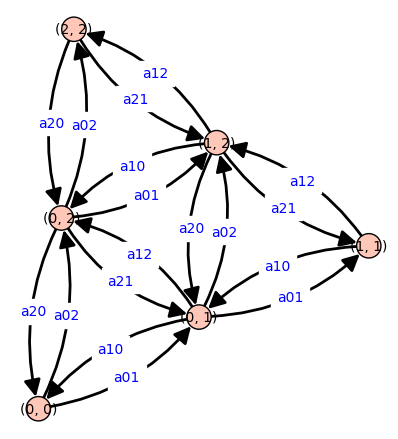 (2, 2)
a12
a21
a20 a02
(1, 2)
a10
a12
a01
a21
(0, 2)
a20 a02
(1, 1)
a12
a10
a21
a01
a20 a02
(0, 1)
a10
a01
(0, 0)